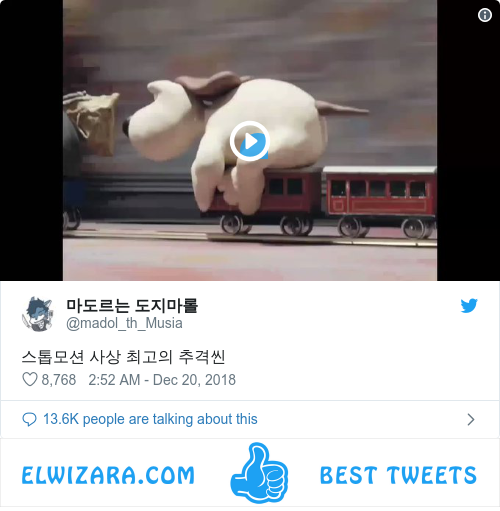 마도르는 도지마롤
@madol_th_Musia
스톱모션 사상 최고의 추격씬
8,768 2:52 AM - Dec 20, 2018
13.6K people are talking about this
ELWIZARA.COM BEST TWEETS